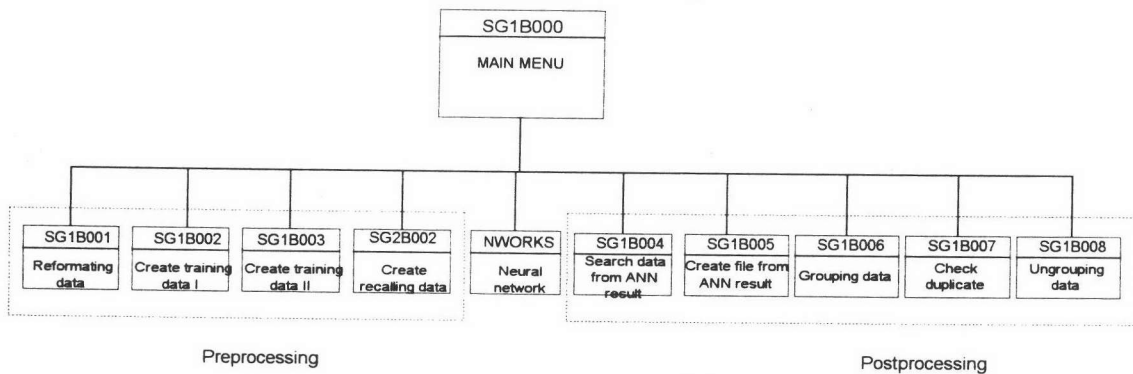 SG1B000
MAIN MENU
SG1B001
Reformating
data
SG1B002
Create training
data I
SG1B003
Create training
data II
SG2B002
Create
recalling data
NWORKS
Neural
network
SG1B004
Search data
from ANN
result
SG1B005
Create file from
ANN result
SG1B006
Grouping data
SG1B007
Check
duplicate
SG1B008
Ungrouping
data
Preprocessing
Postprocessing